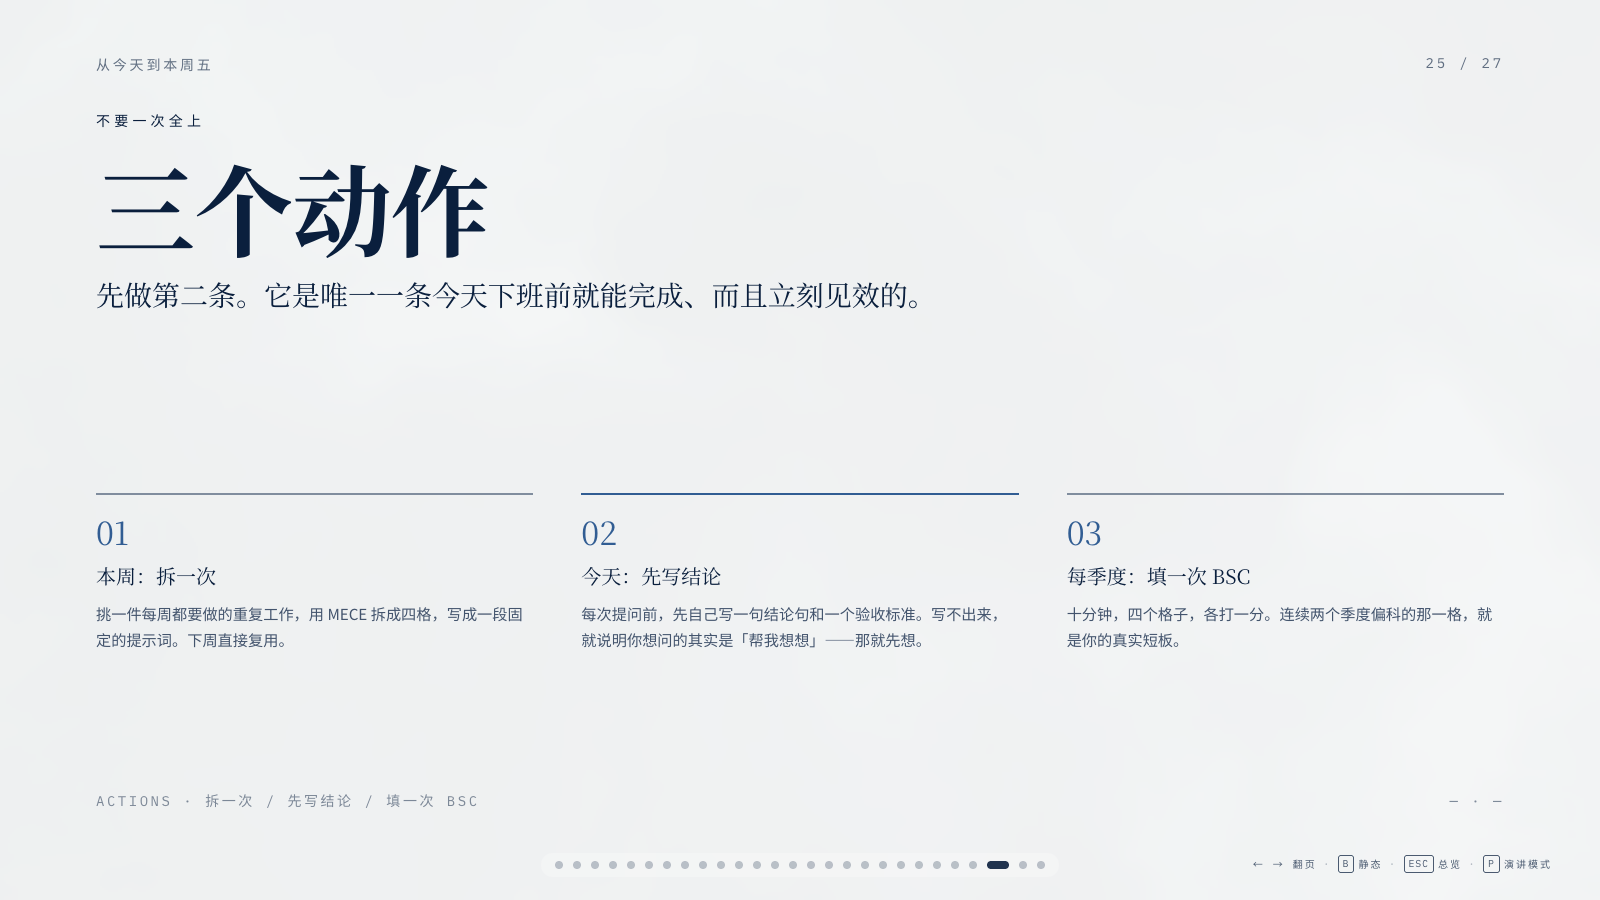 从今天到本周五
25 / 27
不要一次全上
三个动作
先做第二条。它是唯一一条今天下班前就能完成、而且立刻见效的。
01
本周：拆一次
挑一件每周都要做的重复工作，用 MECE 拆成四格，写成一段固
定的提示词。下周直接复用。
02
今天：先写结论
每次提问前，先自己写一句结论句和一个验收标准。写不出来，
就说明你想问的其实是「帮我想想」——那就先想。
03
每季度：填一次 BSC
十分钟，四个格子，各打一分。连续两个季度偏科的那一格，就
是你的真实短板。
ACTIONS · 拆一次 / 先写结论 / 填一次 BSC
— · —
← → 翻页 · B 静态 · ESC 总览 · P 演讲模式